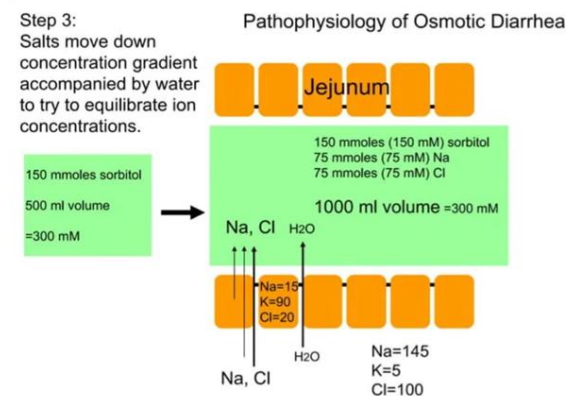 Step 3:
Salts move down
concentration gradient
accompanied by water
to try to equilibrate ion
concentrations.
Pathophysiology of Osmotic Diarrhea
Jejunum
150 mmoles sorbitol
500 ml volume
=300 mM
150 mmoles (150 mM) sorbitol
75 mmoles (75 mM) Na
75 mmoles (75 mM) Cl
1000 ml volume =300 mM
Na, Cl H2O
Na=15
K=90
Cl=20
H2O
Na, Cl
Na=145
K=5
Cl=100